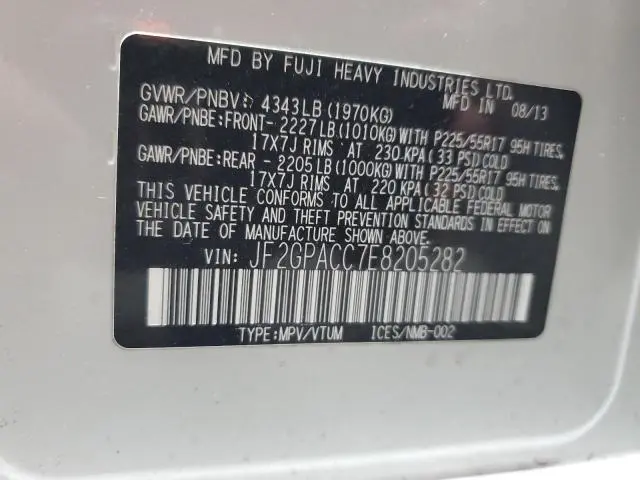 MFD BY FUJI HEAVY INDUSTRIES LTD.
GVWR/PNBV: 4343LB(1970KG) MFD IN 08/13
GAWR/PNBE:FRONT- 2227LB(1010KG)WITH P225/55R17 95H TIRES,
17X7J RIMS AT 230 KPA(33 PSI)COLD
GAWR/PNBE:REAR - 2205LB(1000KG)WITH P225/55R17 95H TIRES,
17X7J RIMS AT 220 KPA(32 PSI)COLD
THIS VEHICLE CONFORMS TO ALL APPLICABLE FEDERAL MOTOR
VEHICLE SAFETY AND THEFT PREVENTION STANDARDS IN EFFECT ON
THE DATE OF MANUFACTURE SHOWN ABOVE.
VIN: JF2GPACC7E8205282
TYPE:MPV/VTUM ICES/NMB-002